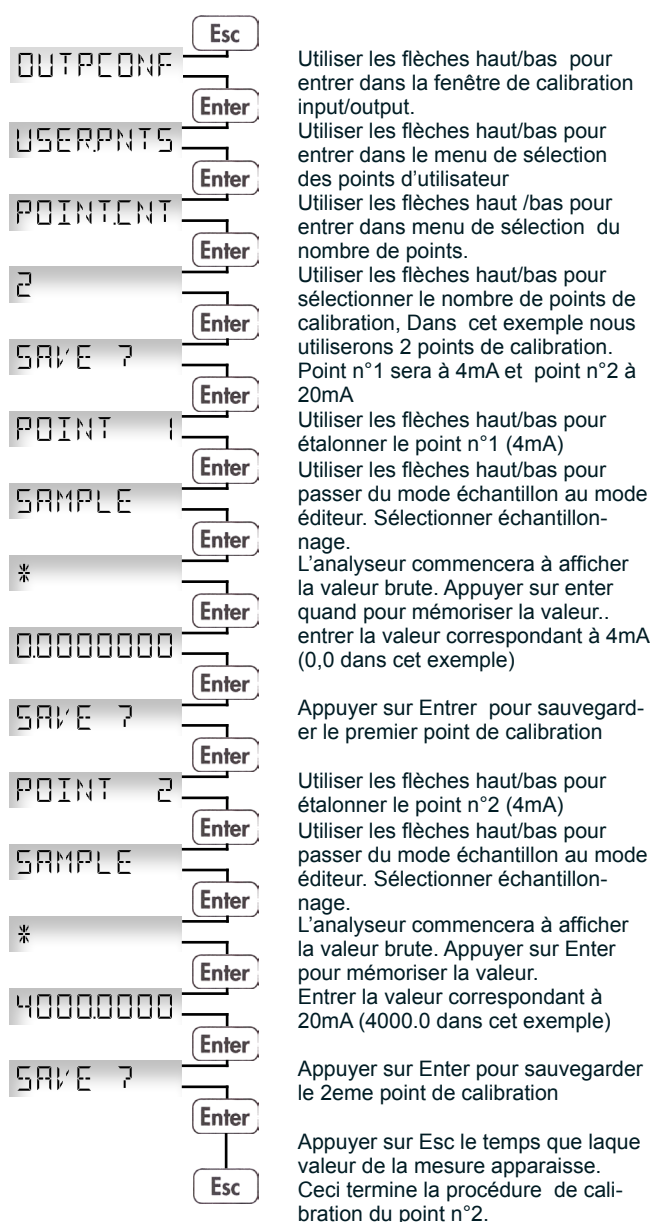 Esc
OUTPCONF
Utiliser les flèches haut/bas  pour
entrer dans la fenêtre de calibration
Enter
input/output.
USER.PNTS
Utiliser les flèches haut/bas pour
entrer dans le menu de sélection
Enter
des points d'utilisateur
POINT.CNT
Utiliser les flèches haut /bas pour
entrer dans menu de sélection  du
Enter
nombre de points.
2
Utiliser les flèches haut/bas pour
sélectionner le nombre de points de
Enter
calibration, Dans  cet exemple nous
utiliserons 2 points de calibration.
SAVE ?
Point n°1 sera à 4mA et  point n°2 à
Enter
20mA
POINT  1
Utiliser les flèches haut/bas pour
étalonner le point n°1 (4mA)
Enter
Utiliser les flèches haut/bas pour
SAMPLE
passer du mode échantillon au mode
éditeur. Sélectionner échantillon-
Enter
nage.
*
L'analyseur commencera à afficher
la valeur brute. Appuyer sur enter
Enter
quand pour mémoriser la valeur..
0.0000000
entrer la valeur correspondant à 4mA
(0,0 dans cet exemple)
Enter
SAVE ?
Appuyer sur Entrer  pour sauvegard-
er le premier point de calibration
Enter
POINT  2
Utiliser les flèches haut/bas pour
étalonner le point n°2 (4mA)
Enter
Utiliser les flèches haut/bas pour
SAMPLE
passer du mode échantillon au mode
éditeur. Sélectionner échantillon-
Enter
nage.
*
L'analyseur commencera à afficher
la valeur brute. Appuyer sur Enter
Enter
pour mémoriser la valeur.
4000.0000
Entrer la valeur correspondant à
20mA (4000.0 dans cet exemple)
Enter
SAVE ?
Appuyer sur Enter pour sauvegarder
le 2eme point de calibration
Enter
Appuyer sur Esc le temps que laque
valeur de la mesure apparaisse.
Esc
Ceci termine la procédure  de cali-
bration du point n°2.